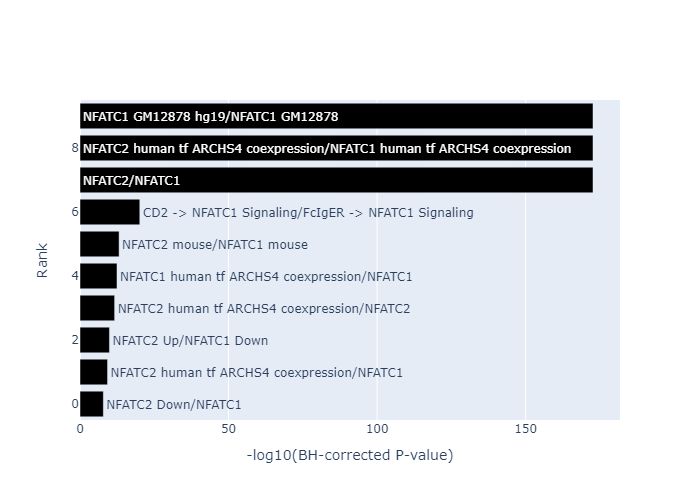 NFATC1 GM12878 hg19/NFATC1 GM12878
8
NFATC2 human tf ARCHS4 coexpression/NFATC1 human tf ARCHS4 coexpression
NFATC2/NFATC1
6
CD2 -> NFATC1 Signaling/FcIgER -> NFATC1 Signaling
NFATC2 mouse/NFATC1 mouse
Rank
4
NFATC1 human tf ARCHS4 coexpression/NFATC1
NFATC2 human tf ARCHS4 coexpression/NFATC2
2
NFATC2 Up/NFATC1 Down
NFATC2 human tf ARCHS4 coexpression/NFATC1
0
NFATC2 Down/NFATC1
0 50 100 150
-log10(BH-corrected P-value)